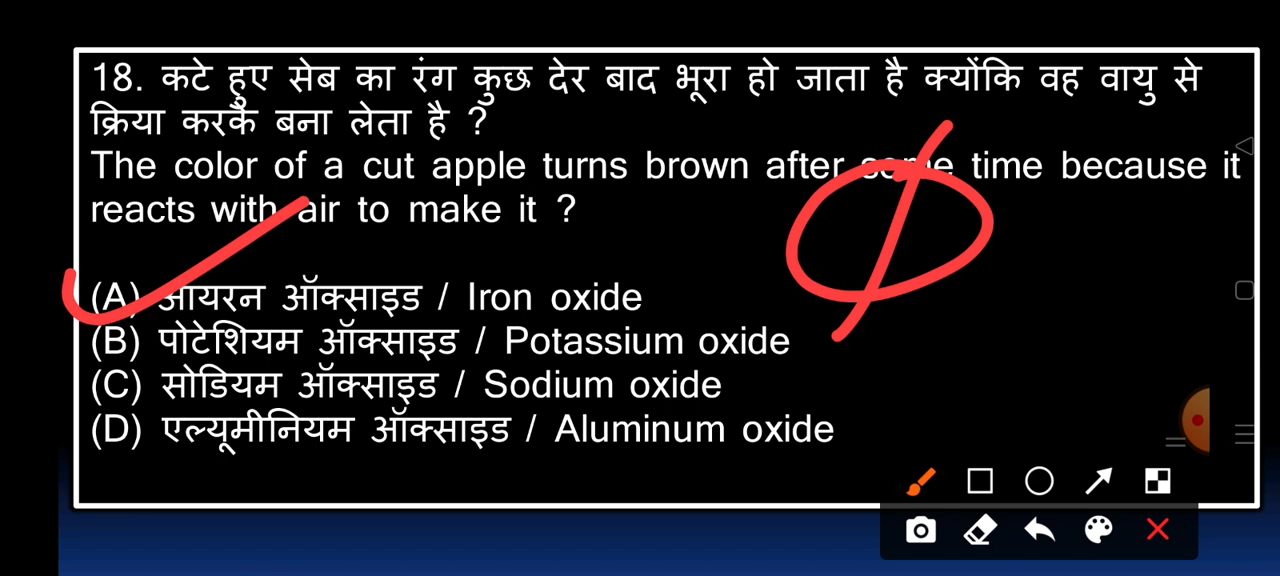 18. कटे हुए सेब का रंग कुछ देर बाद भूरा हो जाता है क्योंकि वह वायु से
क्रिया करकें बना लेता है ?
The color of a cut apple turns brown after some time because it
reacts with air to make it ?
(A) आयरन ऑक्साइड / Iron oxide
(B) पोटेशियम ऑक्साइड / Potassium oxide
(C) सोडियम ऑक्साइड / Sodium oxide
(D) एल्यूमीनियम ऑक्साइड / Aluminum oxide